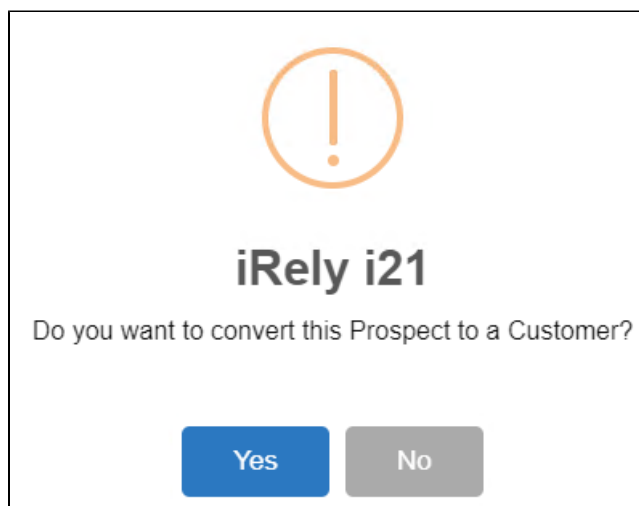 iRely i21
Do you want to convert this Prospect to a Customer?
Yes No